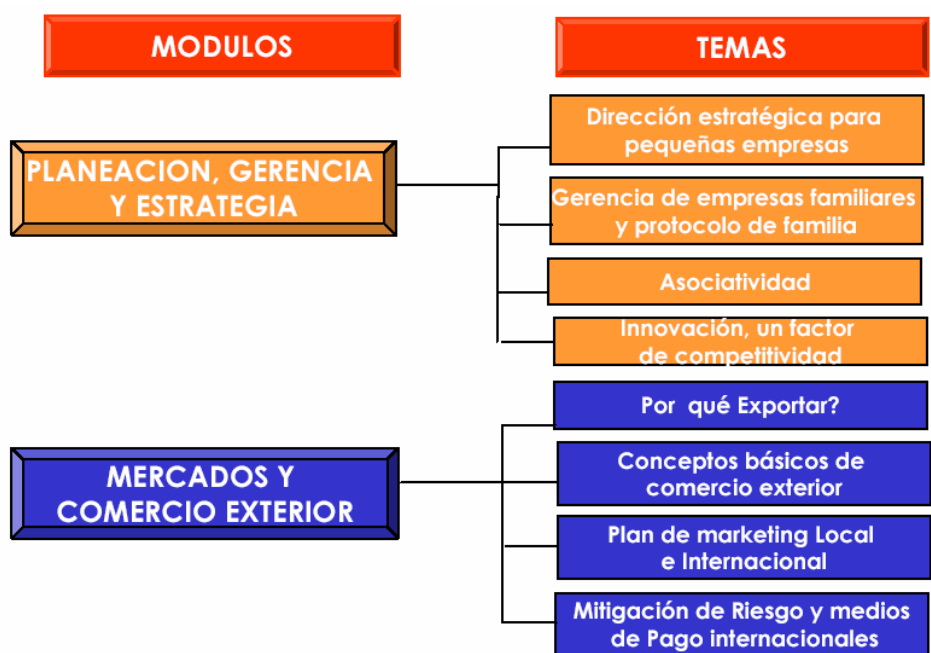 MODULOS
TEMAS
PLANEACION, GERENCIA
Y ESTRATEGIA
Dirección estratégica para
pequeñas empresas
Gerencia de empresas familiares
y protocolo de familia
Asociatividad
Innovación, un factor
de competitividad
MERCADOS Y
COMERCIO EXTERIOR
Por qué Exportar?
Conceptos básicos de
comercio exterior
Plan de marketing Local
e Internacional
Mitigación de Riesgo y medios
de Pago internacionales